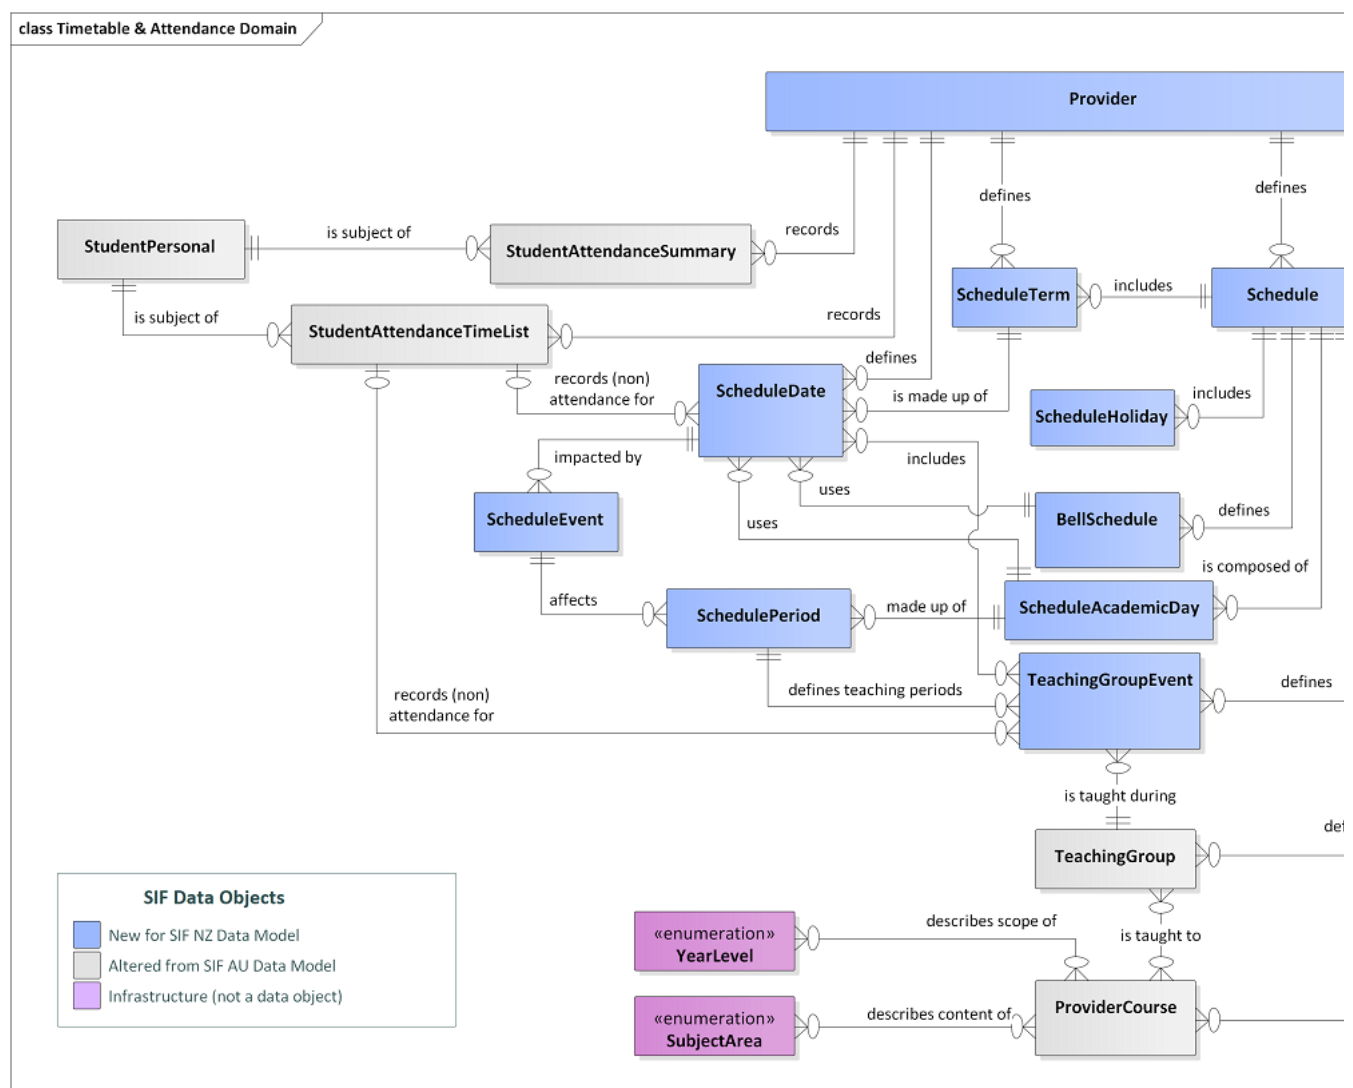 class Timetable & Attendance Domain
Provider
defines
defines
StudentPersonal
is subject of
StudentAttendanceSummary
records
ScheduleTerm
includes
Schedule
is subject of
StudentAttendanceTimeList
records
defines
records (non)
attendance for
ScheduleDate
is made up of
ScheduleHoliday
includes
impacted by
includes
uses
ScheduleEvent
uses
BellSchedule
defines
is composed of
affects
SchedulePeriod
made up of
ScheduleAcademicDay
records (non)
attendance for
defines teaching periods
TeachingGroupEvent
defines
is taught during
TeachingGroup
def
SIF Data Objects
New for SIF NZ Data Model
Altered from SIF AU Data Model
Infrastructure (not a data object)
«enumeration»
YearLevel
describes scope of
is taught to
«enumeration»
SubjectArea
describes content of
ProviderCourse